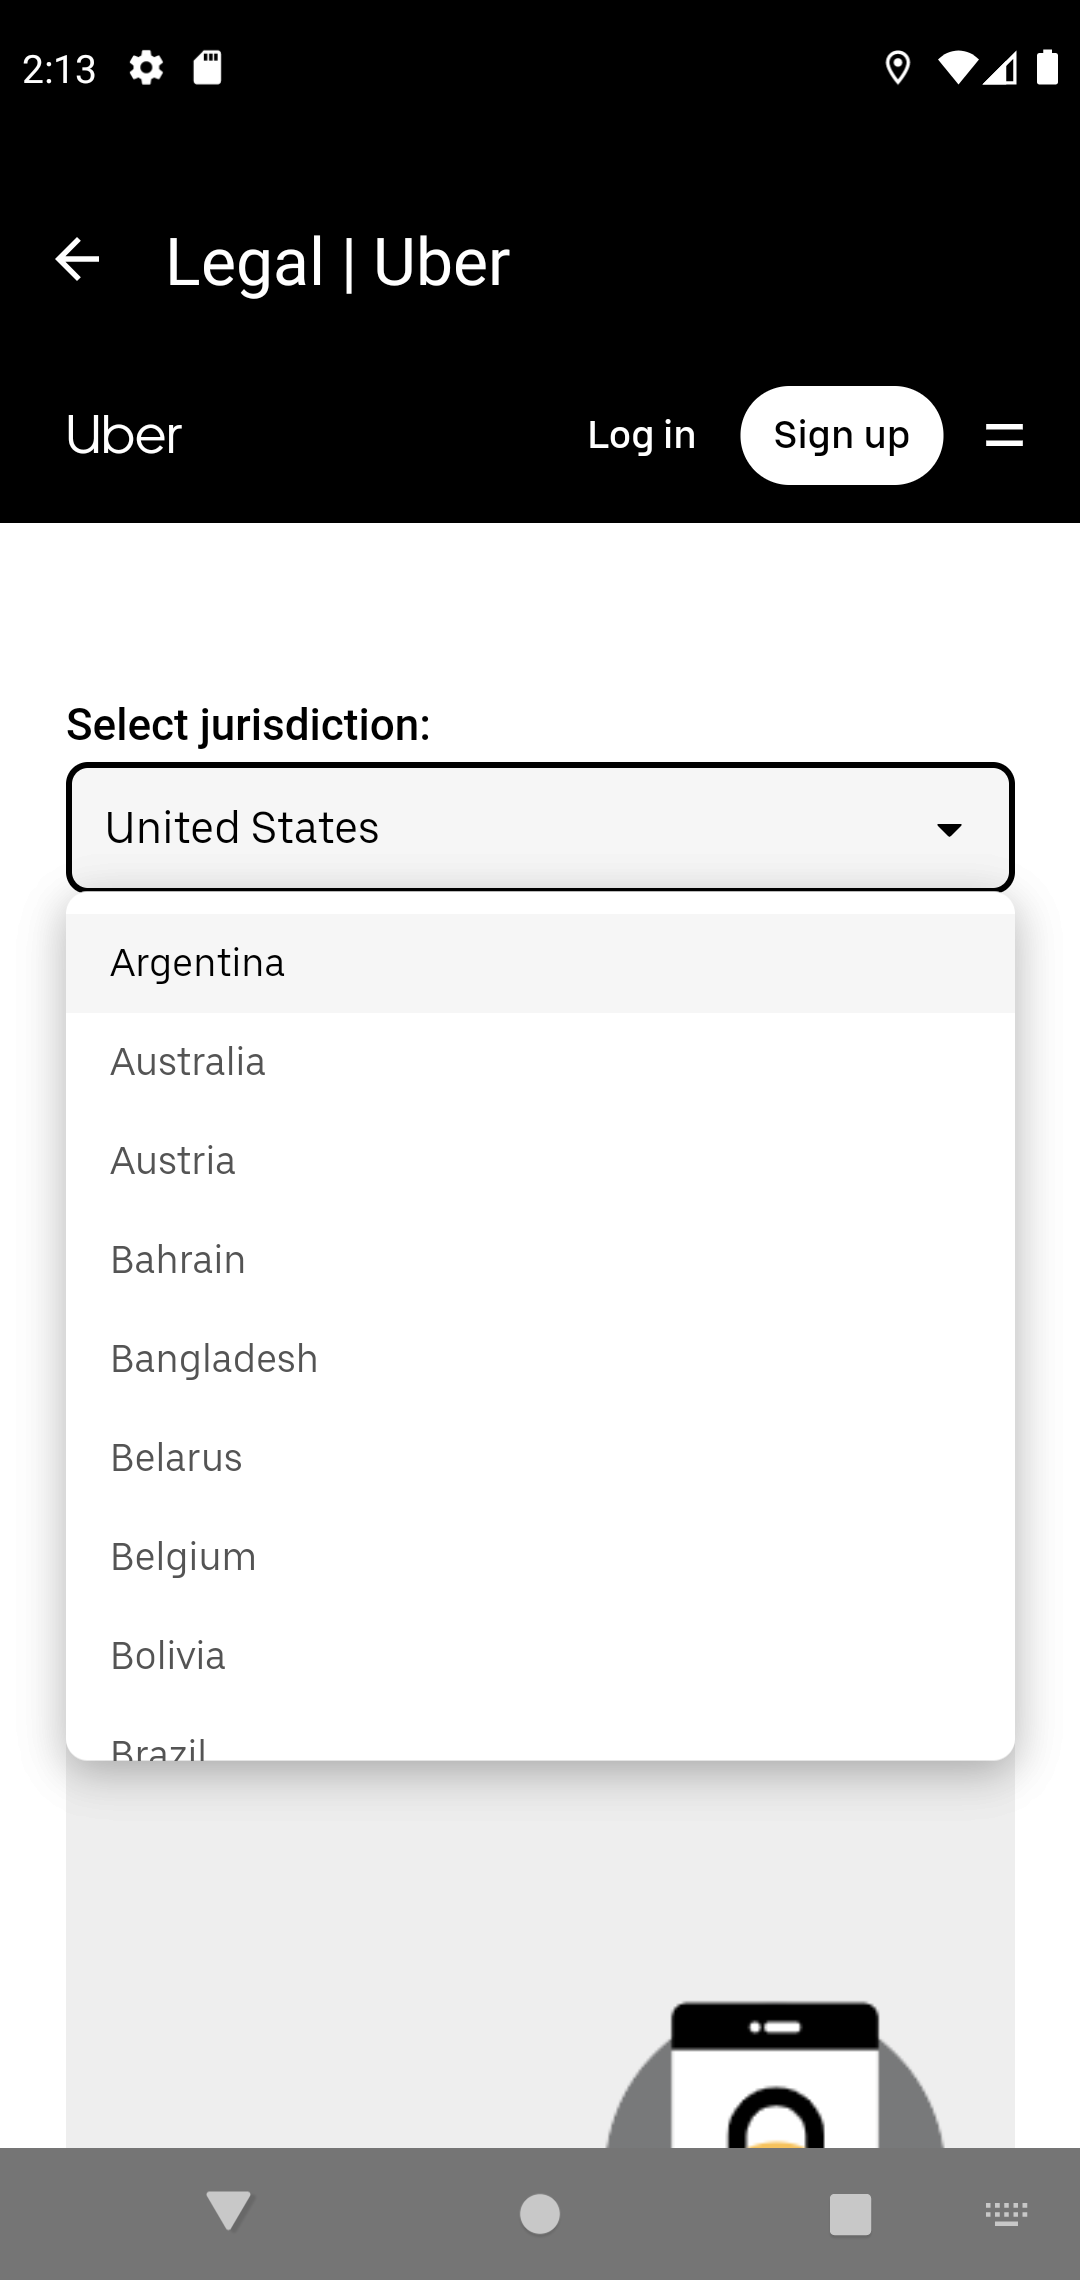 2:13
Legal | Uber
Uber Log in Sign up
Select jurisdiction:
United States
Argentina
Australia
Austria
Bahrain
Bangladesh
Belarus
Belgium
Bolivia
Brazil